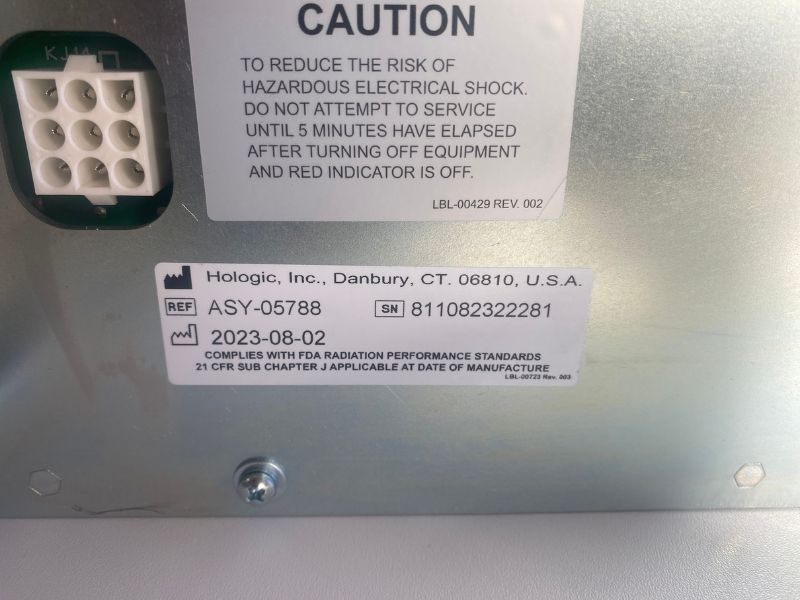 KJ14
CAUTION
TO REDUCE THE RISK OF
HAZARDOUS ELECTRICAL SHOCK.
DO NOT ATTEMPT TO SERVICE
UNTIL 5 MINUTES HAVE ELAPSED
AFTER TURNING OFF EQUIPMENT
AND RED INDICATOR IS OFF.
LBL-00429 REV. 002
Hologic, Inc., Danbury, CT. 06810, U.S.A.
REF ASY-05788 SN 811082322281
2023-08-02
COMPLIES WITH FDA RADIATION PERFORMANCE STANDARDS
21 CFR SUB CHAPTER J APPLICABLE AT DATE OF MANUFACTURE
LBL-00723 Rev. 003